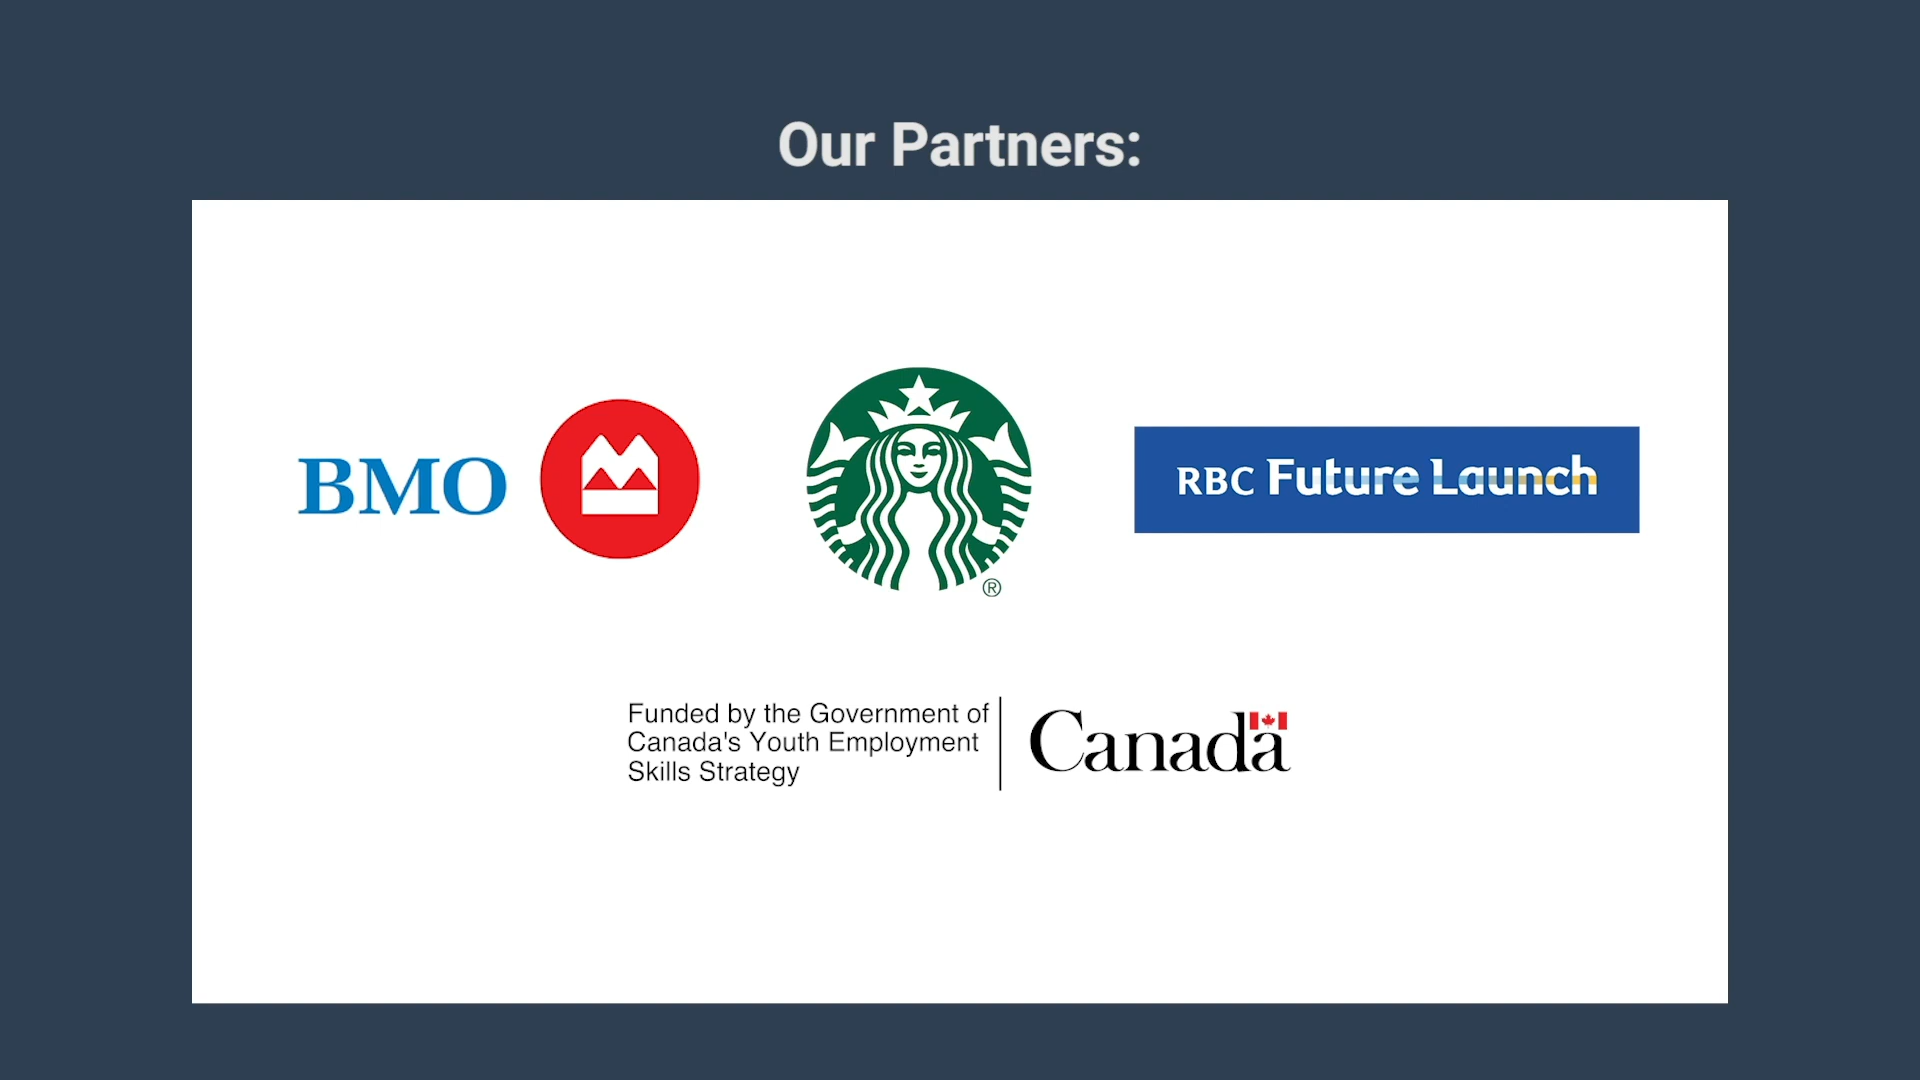 Our Partners:
BMO
®
RBC Future Launch
Funded by the Government of
Canada's Youth Employment
Skills Strategy
Canada